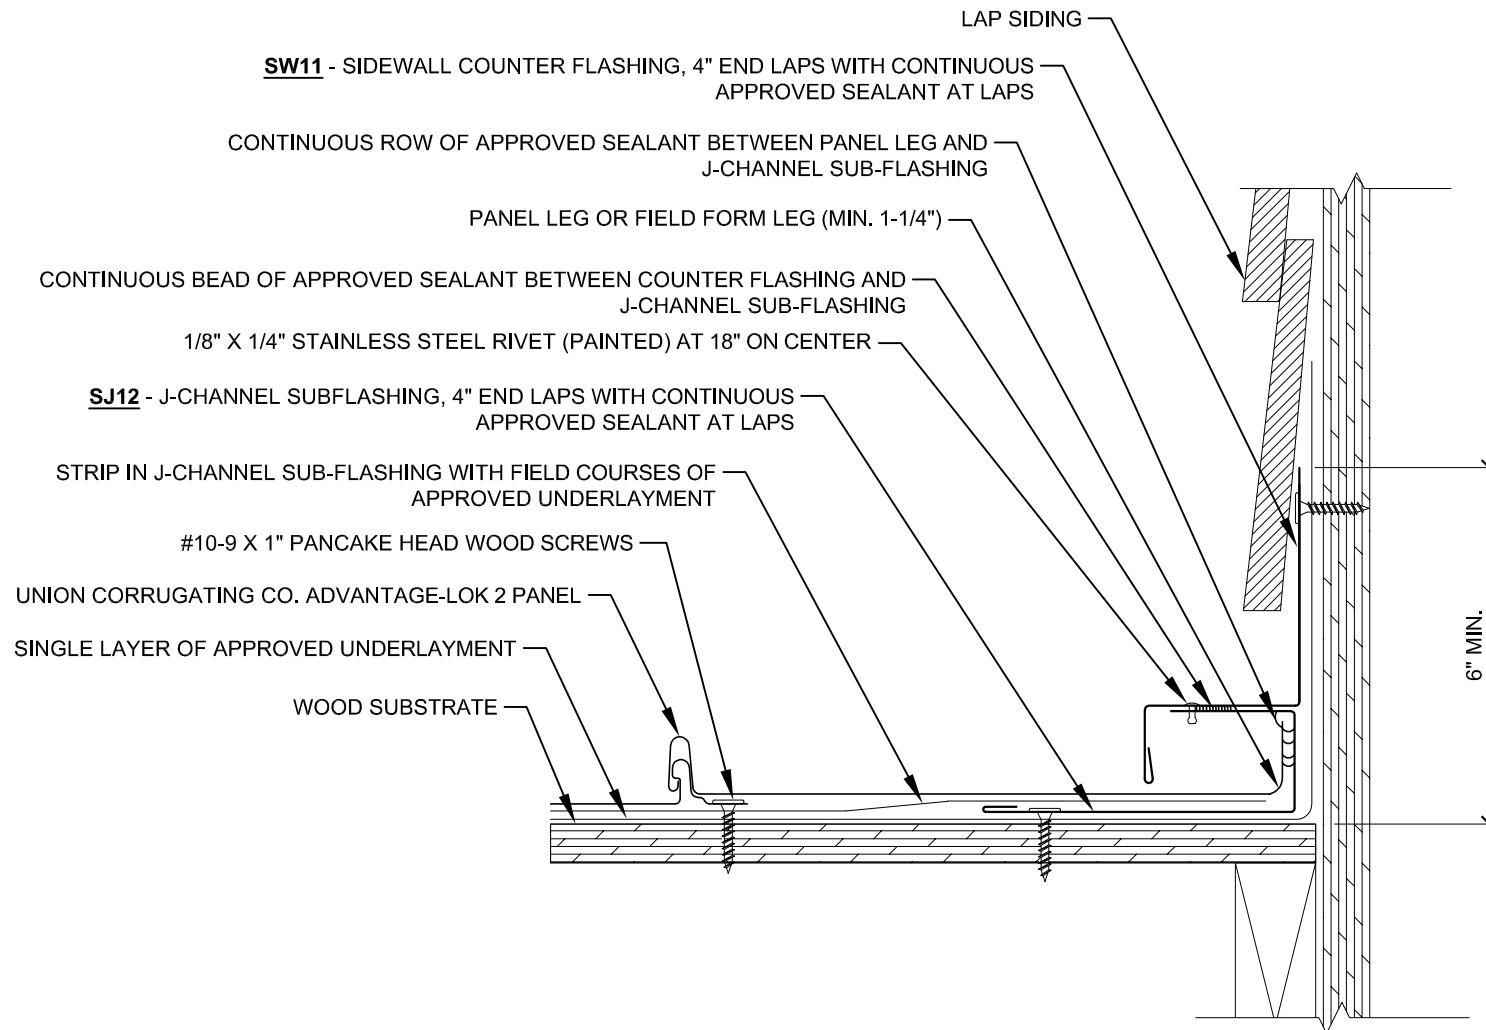 LAP SIDING
SW11 - SIDEWALL COUNTER FLASHING, 4" END LAPS WITH CONTINUOUS
APPROVED SEALANT AT LAPS
CONTINUOUS ROW OF APPROVED SEALANT BETWEEN PANEL LEG AND
J-CHANNEL SUB-FLASHING
PANEL LEG OR FIELD FORM LEG (MIN. 1-1/4")
CONTINUOUS BEAD OF APPROVED SEALANT BETWEEN COUNTER FLASHING AND
J-CHANNEL SUB-FLASHING
1/8" X 1/4" STAINLESS STEEL RIVET (PAINTED) AT 18" ON CENTER
SJ12 - J-CHANNEL SUBFLASHING, 4" END LAPS WITH CONTINUOUS
APPROVED SEALANT AT LAPS
STRIP IN J-CHANNEL SUB-FLASHING WITH FIELD COURSES OF
APPROVED UNDERLAYMENT
#10-9 X 1" PANCAKE HEAD WOOD SCREWS
UNION CORRUGATING CO. ADVANTAGE-LOK 2 PANEL
SINGLE LAYER OF APPROVED UNDERLAYMENT
WOOD SUBSTRATE
6" MIN.